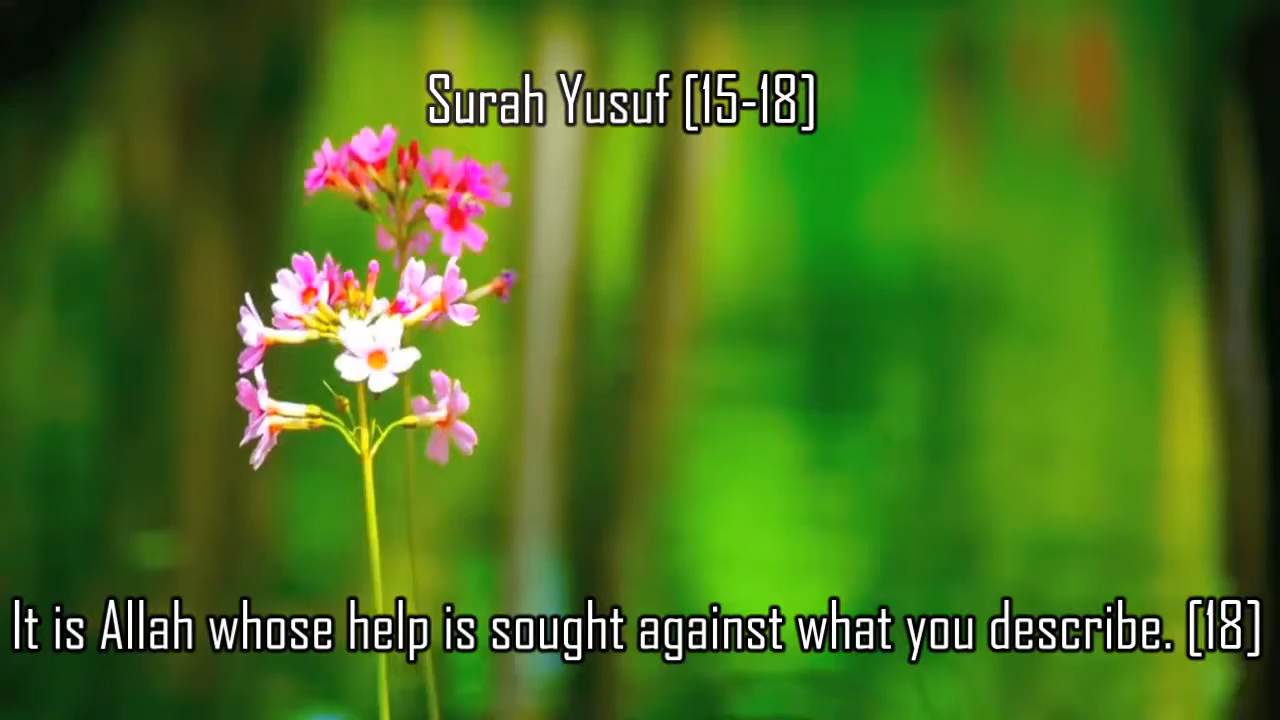 Surah Yusuf [15-18]
It is Allah whose help is sought against what you describe. [18]